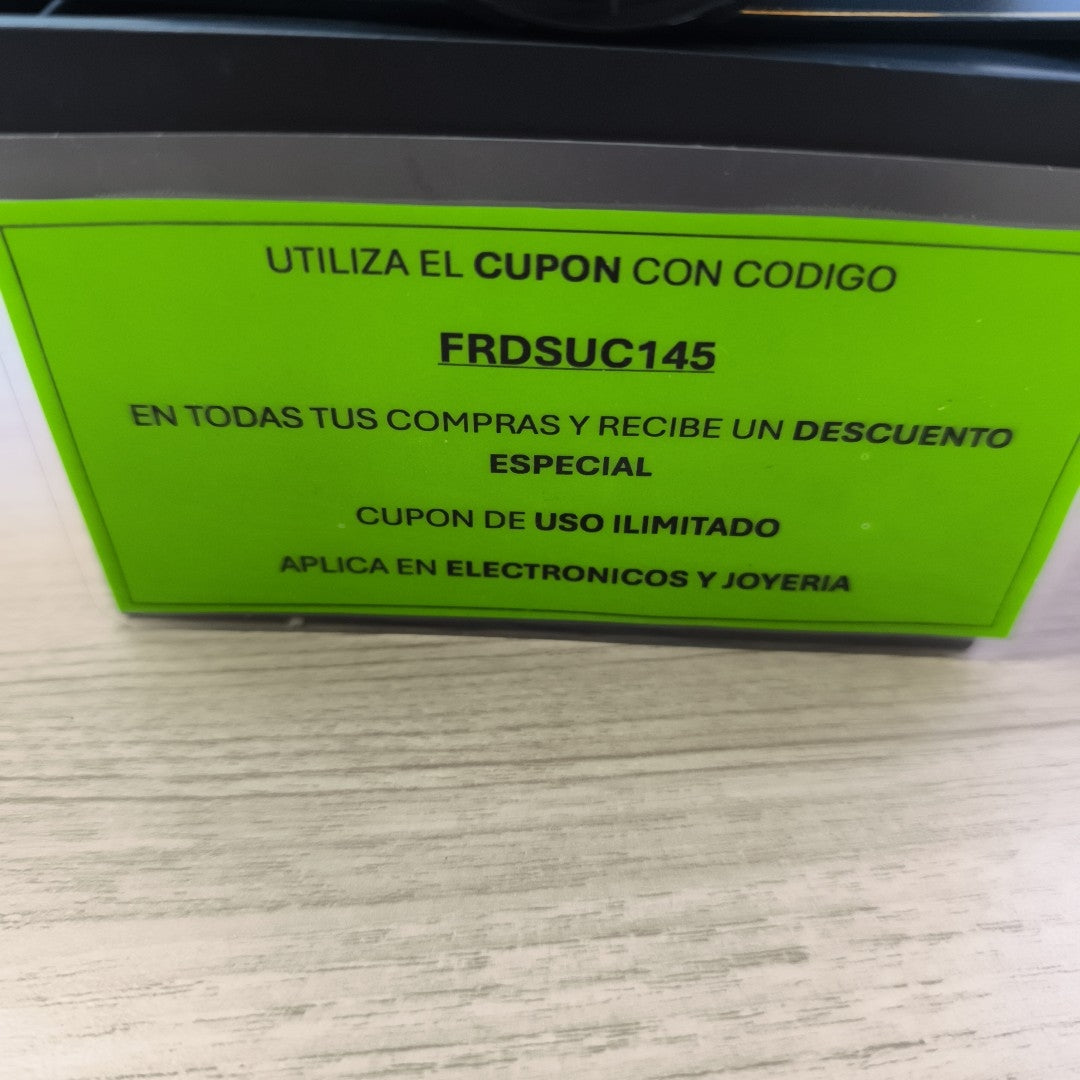 UTILIZA EL CUPON CON CODIGO
FRDSUC145
EN TODAS TUS COMPRAS Y RECIBE UN DESCUENTO
ESPECIAL
CUPON DE USO ILIMITADO
APLICA EN ELECTRONICOS Y JOYERIA